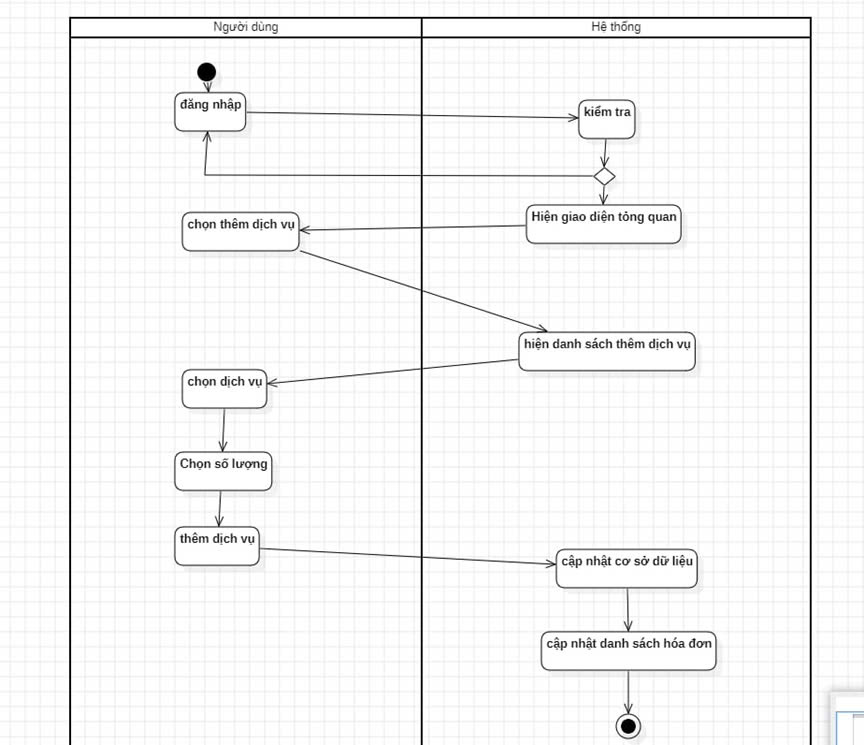 Người dùng
Hệ thống
đăng nhập
kiểm tra
Hiện giao diện tỏng quan
chọn thêm dịch vụ
hiện danh sách thêm dịch vụ
chọn dịch vụ
Chọn số lượng
thêm dịch vụ
cập nhật cơ sở dữ liệu
cập nhật danh sách hóa đơn